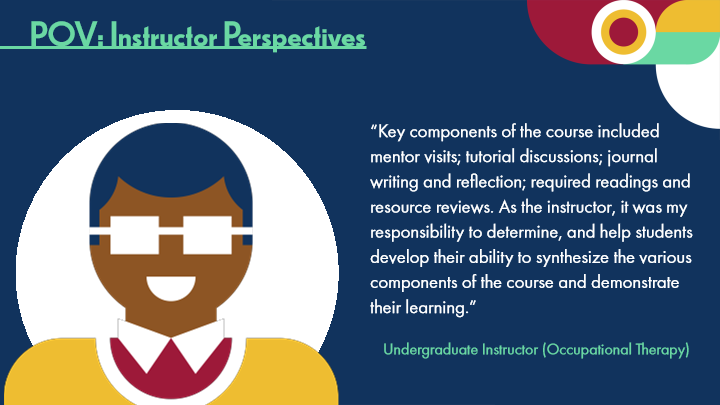 POV: Instructor Perspectives
“Key components of the course included
mentor visits; tutorial discussions; journal
writing and reflection; required readings and
resource reviews. As the instructor, it was my
responsibility to determine, and help students
develop their ability to synthesize the various
components of the course and demonstrate
their learning.”
Undergraduate Instructor (Occupational Therapy)